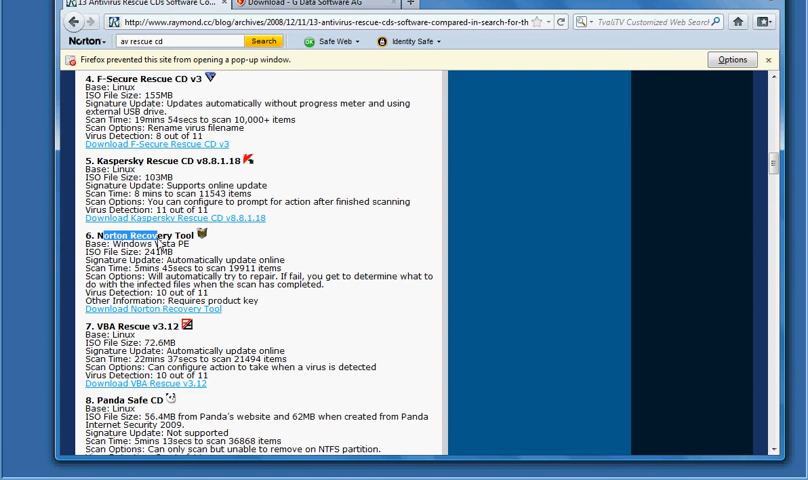 13 Antivirus Rescue CDs Software Co...
Download - G Data Software AG
http://www.raymond.cc/blog/archives/2008/12/11/13-antivirus-rescue-cds-software-compared-in-search-for-th
TvaliTV Customized Web Search
Norton
av rescue cd
Search
Safe Web
Identity Safe
Firefox prevented this site from opening a pop-up window.
Options
4. F-Secure Rescue CD v3
Base: Linux
ISO File Size: 155MB
Signature Update: Updates automatically without progress meter and using
external USB drive.
Scan Time: 19mins 54secs to scan 10,000+ items
Scan Options: Rename virus filename
Virus Detection: 8 out of 11
Download F-Secure Rescue CD v3
5. Kaspersky Rescue CD v8.8.1.18
Base: Linux
ISO File Size: 103MB
Signature Update: Supports online update
Scan Time: 8 mins to scan 11543 items
Scan Options: You can configure to prompt for action after finished scanning
Virus Detection: 11 out of 11
Download Kaspersky Rescue CD v8.8.1.18
6. Norton Recovery Tool
Base: Windows Vista PE
ISO File Size: 241MB
Signature Update: Automatically update online
Scan Time: 5mins 45secs to scan 19911 items
Scan Options: Will automatically try to repair. If fail, you get to determine what to
do with the infected files when the scan has completed.
Virus Detection: 10 out of 11
Other Information: Requires product key
Download Norton Recovery Tool
7. VBA Rescue v3.12
Base: Linux
ISO File Size: 72.6MB
Signature Update: Automatically update online
Scan Time: 22mins 37secs to scan 21494 items
Scan Options: Can configure action to take when a virus is detected
Virus Detection: 10 out of 11
Download VBA Rescue v3.12
8. Panda Safe CD
Base: Linux
ISO File Size: 56.4MB from Panda's website and 62MB when created from Panda
Internet Security 2009.
Signature Update: Not supported
Scan Time: 5mins 13secs to scan 36868 items
Scan Options: Can only scan but unable to remove on NTFS partition.